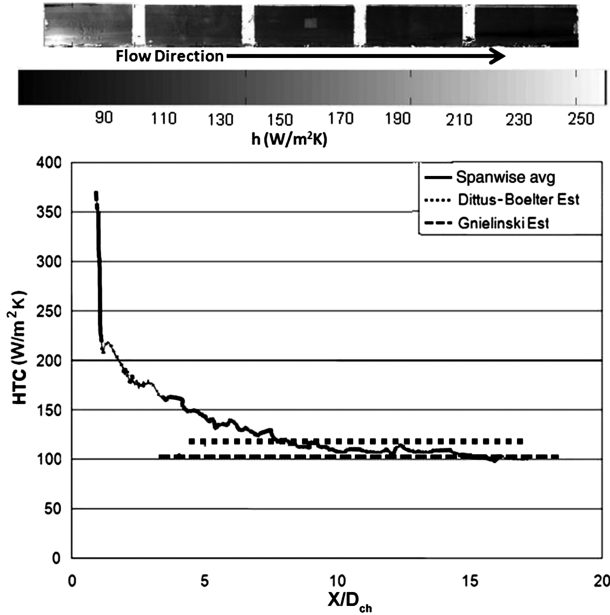 Flow Direction
90 110 130 150 170 190 210 230 250
h (W/m²K)
400
350
300
250
200
150
100
50
0
HTC (W/m²K)
Spanwise avg
Dittus-Boelter Est
Gnielinski Est
0 5 10 15 20
X/D_ch